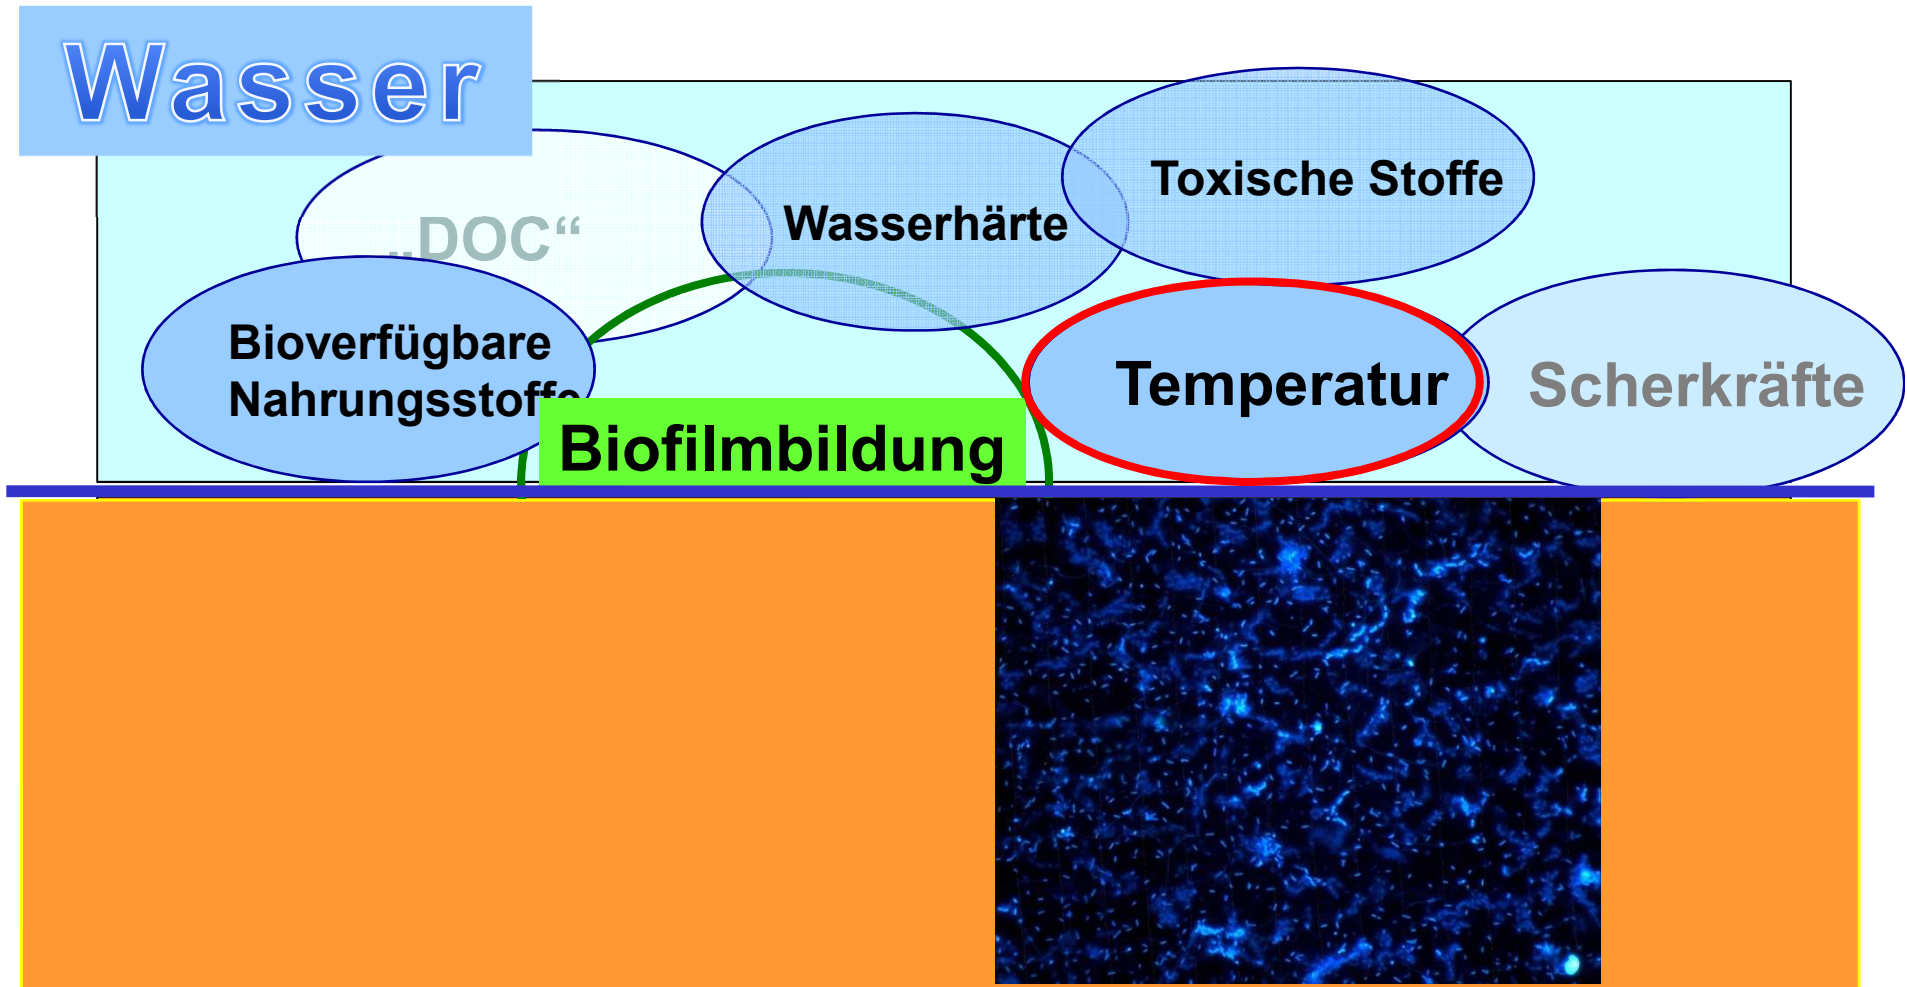 Wasser
Toxische Stoffe
Wasserhärte
„DOC“
Bioverfügbare
Nahrungsstoffe
Temperatur
Scherkräfte
Biofilmbildung